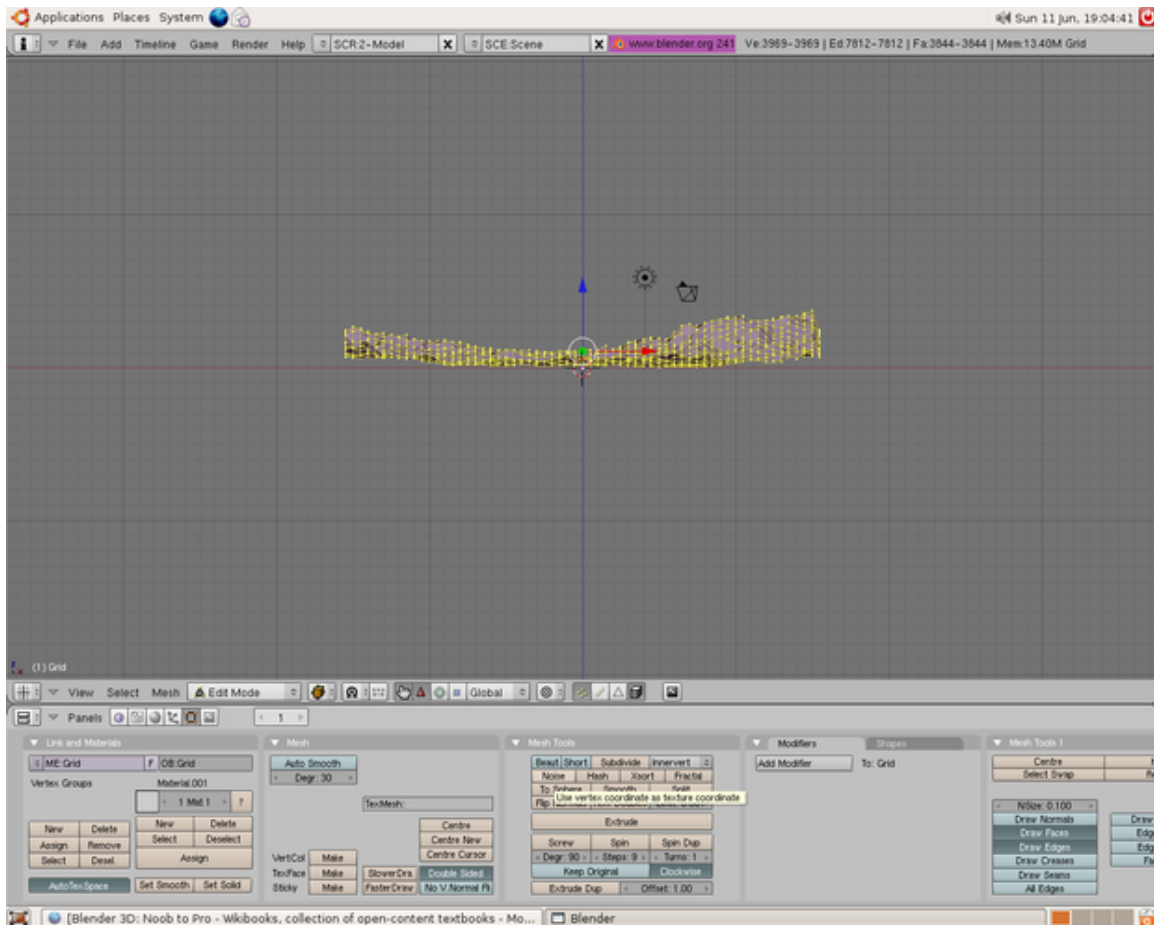 Applications Places System Sun 11 Jun, 19:04:41
File Add Timeline Game Render Help SCR:2-Model X SCE:Scene X www.blender.org 241 Ve:3969-3969 | Ed:7812-7812 | Fa:3844-3844 | Mem:13.40M Grid
(1) Grid
View Select Mesh Edit Mode Global
Panels 1
Link and Materials Mesh Mesh Tools Modifiers Shapes Mesh Tools 1
ME:Grid F OB:Grid Auto Smooth Beaut Short Subdivide Innervert Add Modifier To: Grid Centre
Vertex Groups Material.001 Degr: 30 Noise Hash Xsort Fractal Select Swap
1 Mat 1 ? To Sphere Smooth Split
TexMesh: Flip Use vertex coordinate as texture coordinate NSize: 0.100
New Delete New Delete Centre Extrude Draw Normals
Assign Remove Select Deselect Centre New Screw Spin Spin Dup Draw Faces
Select Desel. Assign VertCol Make Centre Cursor Degr: 90 Steps: 9 Turns: 1 Draw Edges
TexFace Make SlowerDra Double Sided Keep Original Clockwise Draw Creases
AutoTexSpace Set Smooth Set Solid Sticky Make FasterDraw No V.Normal Fl Extrude Dup Offset: 1.00 Draw Seams
All Edges
[Blender 3D: Noob to Pro - Wikibooks, collection of open-content textbooks - Mo... Blender